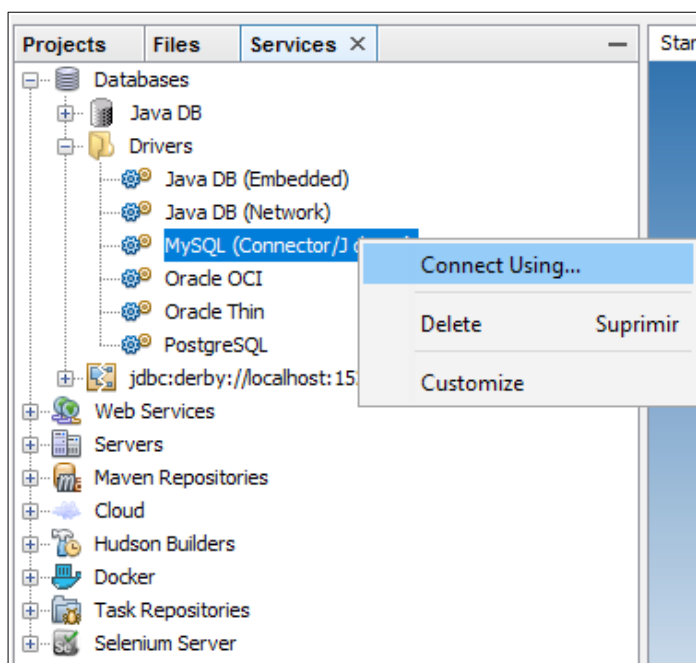 Projects Files Services Star
Databases
Java DB
Drivers
Java DB (Embedded)
Java DB (Network)
MySQL (Connector/J
Connect Using...
Oracle OCI
Oracle Thin
Delete Suprimir
PostgreSQL
jdbc:derby://localhost:15
Customize
Web Services
Servers
Maven Repositories
Cloud
Hudson Builders
Docker
Task Repositories
Selenium Server